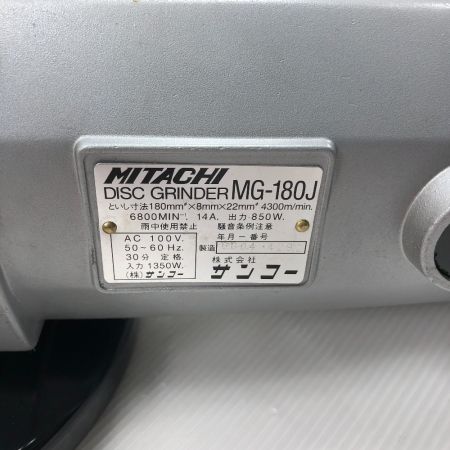 MITACHI
DISC GRINDER MG-180J
といし寸法180mm×8mm×22mm 4300m/min.
6800MIN⁻¹. 14A. 出力・850W.
雨中使用禁止 騒音条例注意
AC 100V.
50~60Hz.
30分 定格.
入力 1350W.
(株)サンコー
年月-番号
製造
株式会社
サンコー